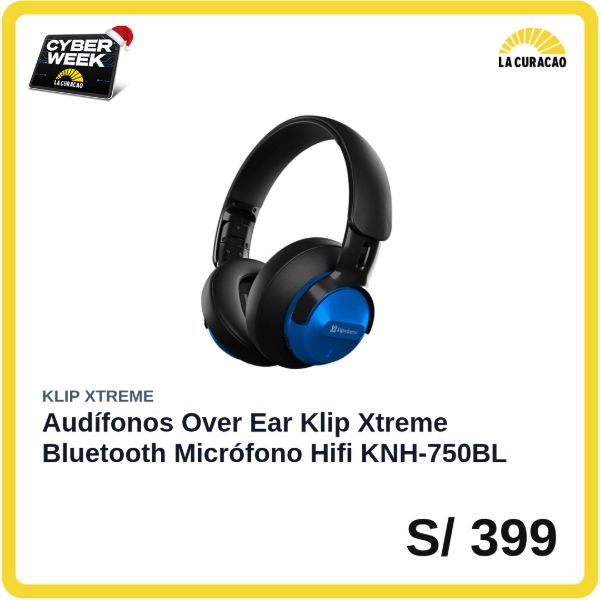 CYBER
WEEK
LA CURACAO
LA CURACAO
klipxtreme
KLIP XTREME
Audífonos Over Ear Klip Xtreme
Bluetooth Micrófono Hifi KNH-750BL
S/ 399